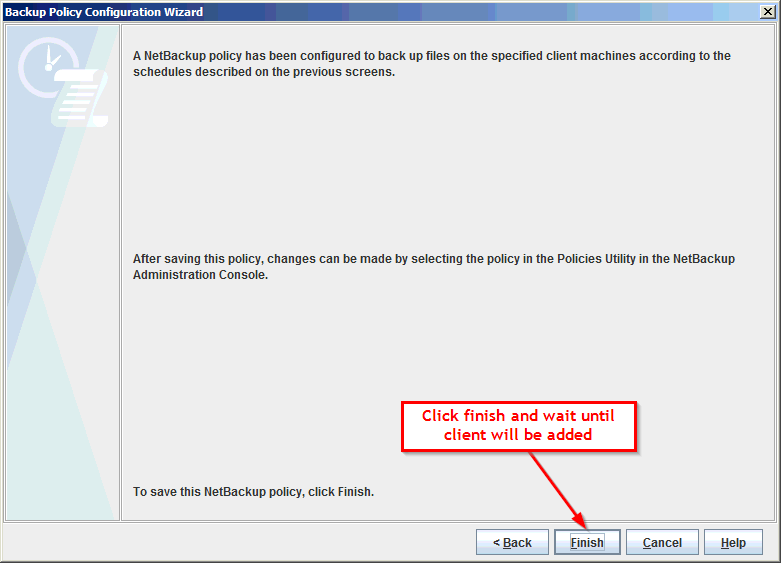 Backup Policy Configuration Wizard
A NetBackup policy has been configured to back up files on the specified client machines according to the
schedules described on the previous screens.
After saving this policy, changes can be made by selecting the policy in the Policies Utility in the NetBackup
Administration Console.
Click finish and wait until
client will be added
To save this NetBackup policy, click Finish.
< Back Finish Cancel Help